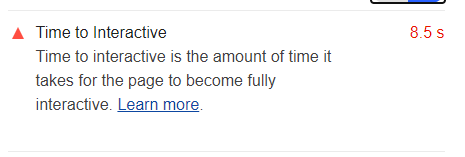 Time to Interactive 8.5 s
Time to interactive is the amount of time it
takes for the page to become fully
interactive. Learn more.